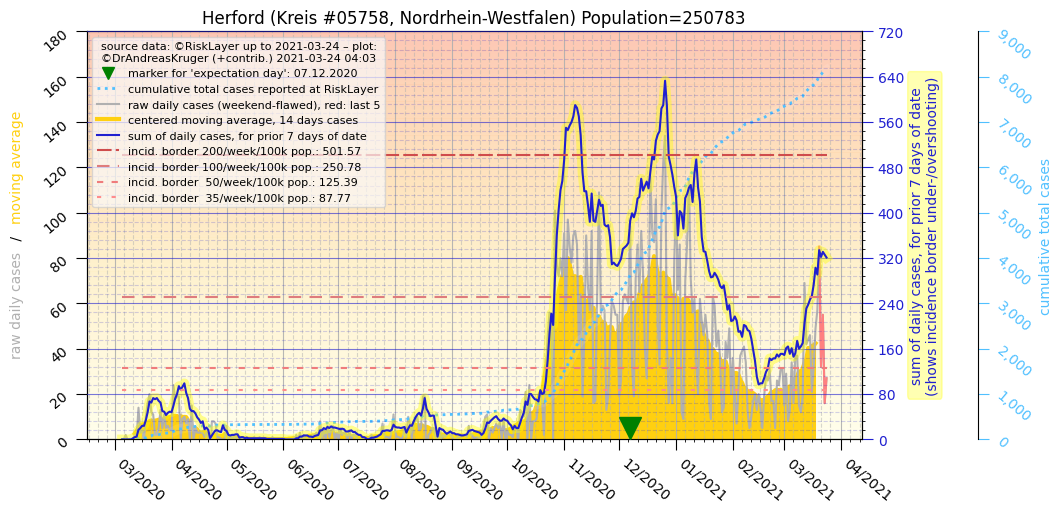 Herford (Kreis #05758, Nordrhein-Westfalen) Population=250783
source data: ©RiskLayer up to 2021-03-24 – plot:
©DrAndreasKruger (+contrib.) 2021-03-24 04:03
marker for 'expectation day': 07.12.2020
cumulative total cases reported at RiskLayer
raw daily cases (weekend-flawed), red: last 5
centered moving average, 14 days cases
sum of daily cases, for prior 7 days of date
incid. border 200/week/100k pop.: 501.57
incid. border 100/week/100k pop.: 250.78
incid. border  50/week/100k pop.: 125.39
incid. border  35/week/100k pop.: 87.77
raw daily cases / moving average
180
160
140
120
100
80
60
40
20
0
03/2020
04/2020
05/2020
06/2020
07/2020
08/2020
09/2020
10/2020
11/2020
12/2020
01/2021
02/2021
03/2021
04/2021
720
640
560
480
400
320
240
160
80
0
sum of daily cases, for prior 7 days of date
(shows incidence border under-/overshooting)
9,000
8,000
7,000
6,000
5,000
4,000
3,000
2,000
1,000
0
cumulative total cases